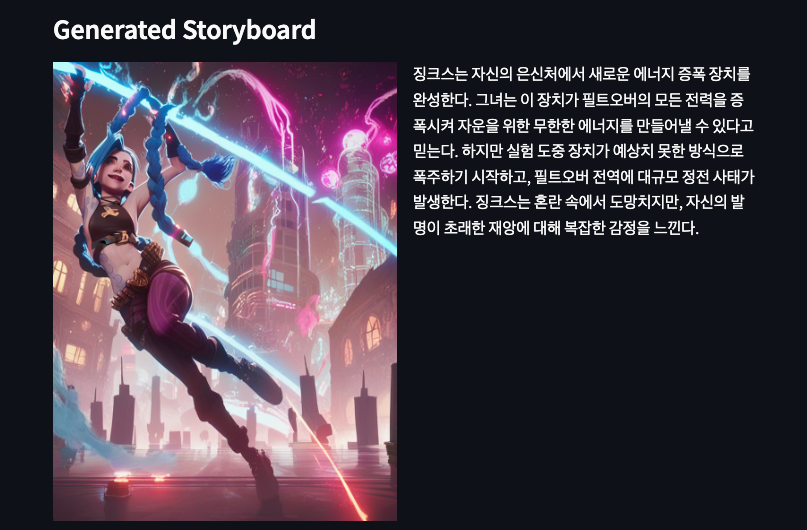 Generated Storyboard
징크스는 자신의 은신처에서 새로운 에너지 증폭 장치를
완성한다. 그녀는 이 장치가 필트오버의 모든 전력을 증
폭시켜 자운을 위한 무한한 에너지를 만들어낼 수 있다고
믿는다. 하지만 실험 도중 장치가 예상치 못한 방식으로
폭주하기 시작하고, 필트오버 전역에 대규모 정전 사태가
발생한다. 징크스는 혼란 속에서 도망치지만, 자신의 발
명이 초래한 재앙에 대해 복잡한 감정을 느낀다.